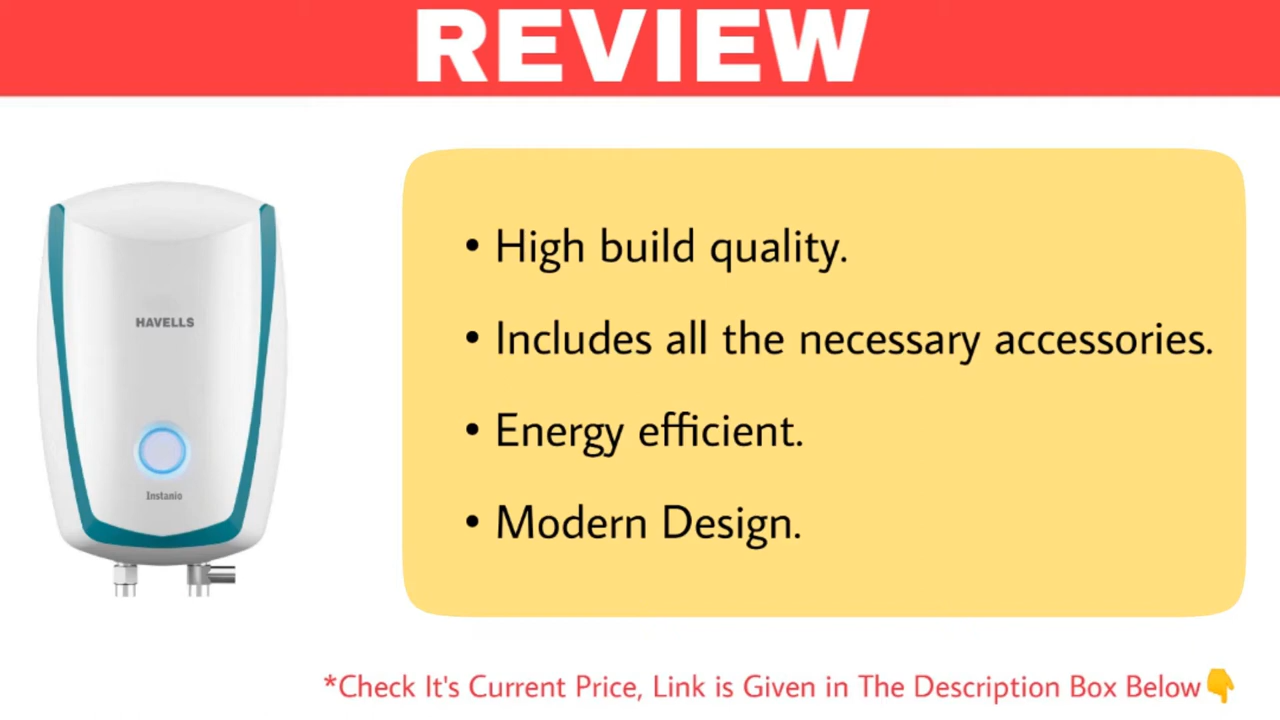 REVIEW
HAVELLS
Instanio
• High build quality.
• Includes all the necessary accessories.
• Energy efficient.
• Modern Design.
*Check It's Current Price, Link is Given in The Description Box Below👇